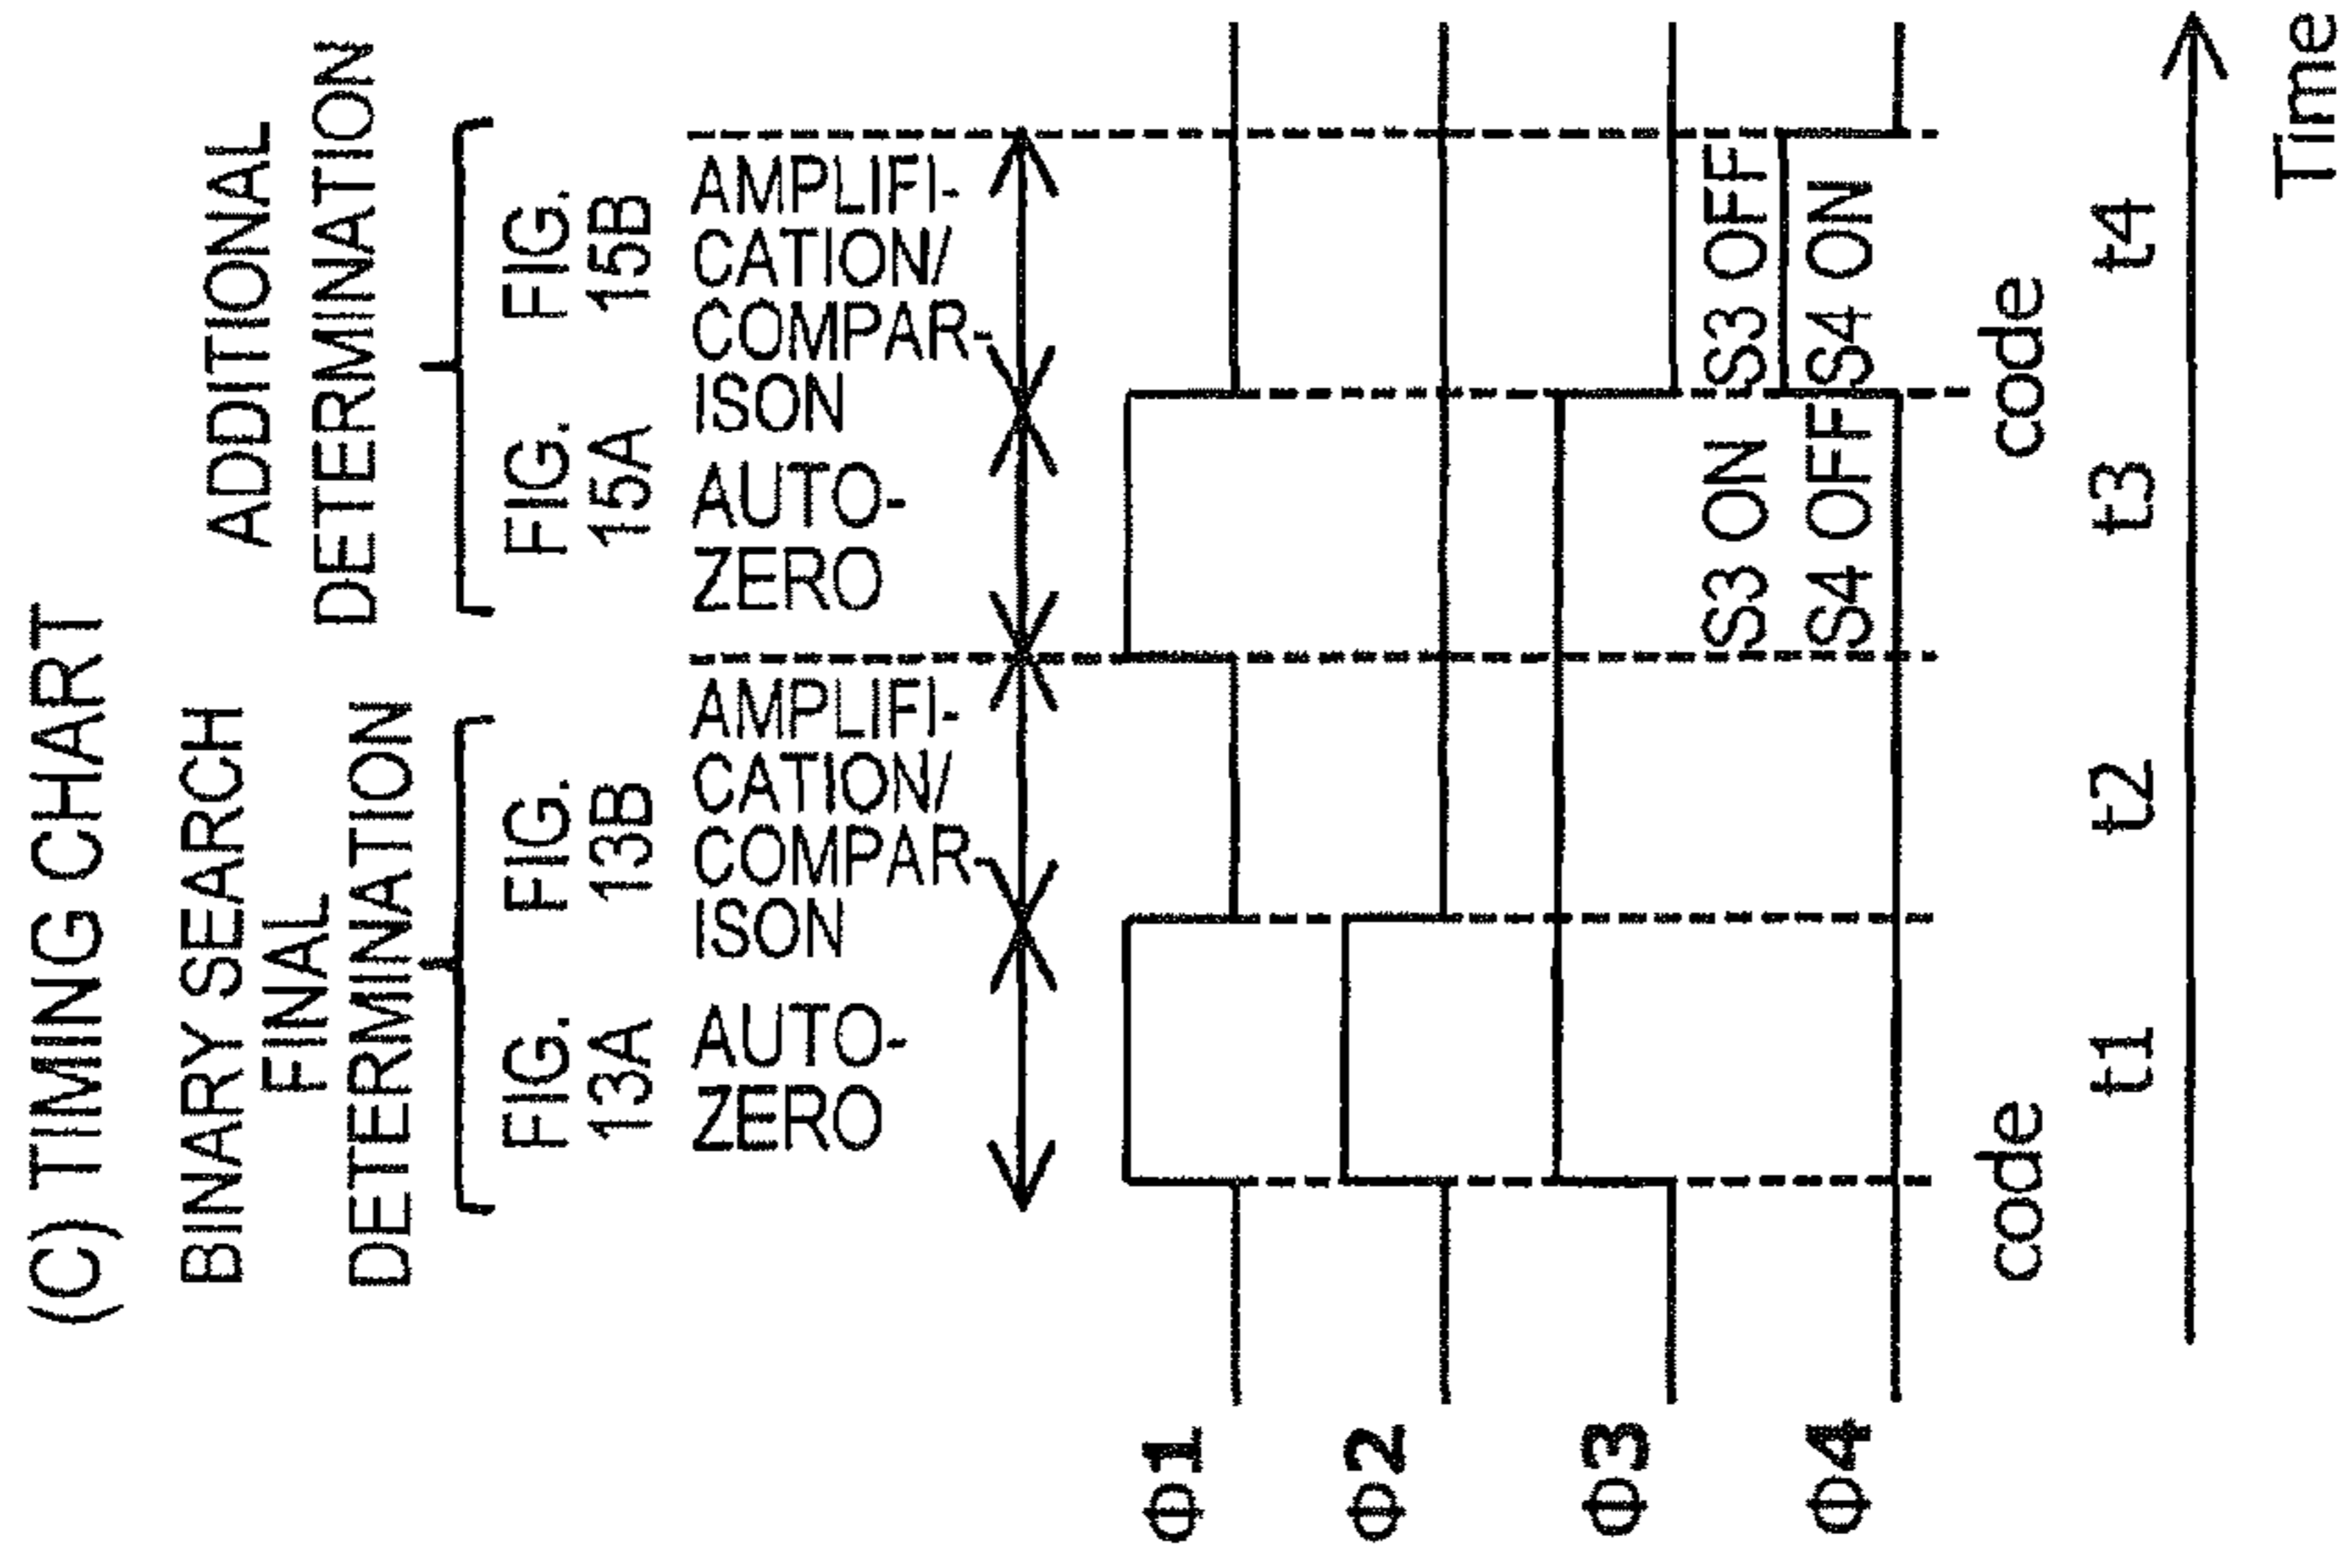 (C) TIMING CHART
BINARY SEARCH
FINAL
DETERMINATION
ADDITIONAL
DETERMINATION
FIG.
13A
FIG.
13B
FIG.
15A
FIG.
15B
AUTO-
ZERO
AMPLIFI-
CATION/
COMPAR-
ISON
AUTO-
ZERO
AMPLIFI-
CATION/
COMPAR-
ISON
Φ1
Φ2
Φ3
S3 ON S3 OFF
Φ4
S4 OFF S4 ON
code code
t1 t2 t3 t4
Time